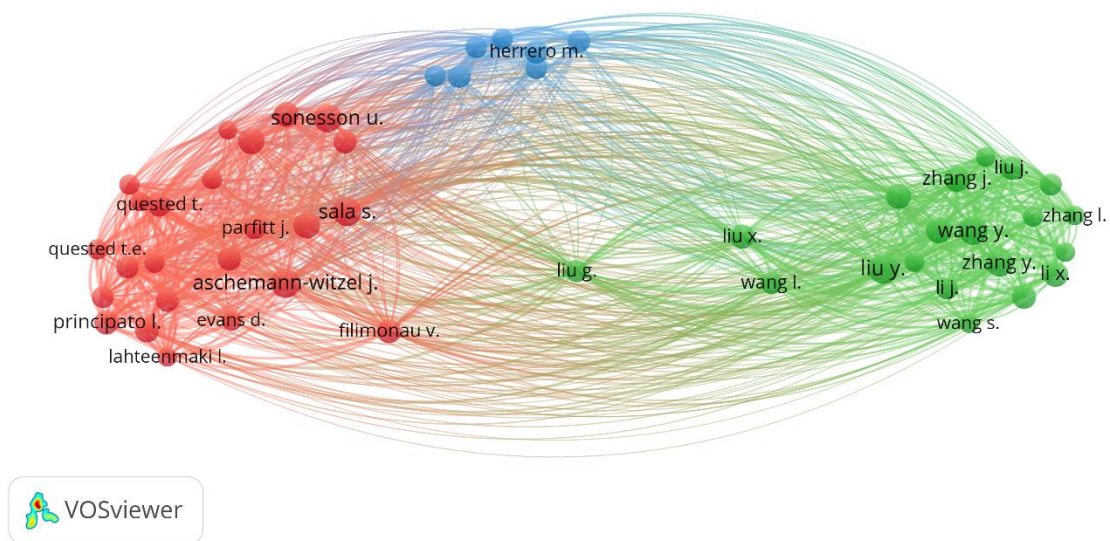 herrero m.
sonesson u.
liu j.
zhang j.
quested t.
sala s.
zhang l.
parfitt j.
liu x.
wang y.
quested t.e.
liu g.
liu y.
zhang y.
li x.
aschemann-witzel j.
wang l.
li j.
principato l.
evans d.
filimonau v.
wang s.
lahteenmaki l.
VOSviewer